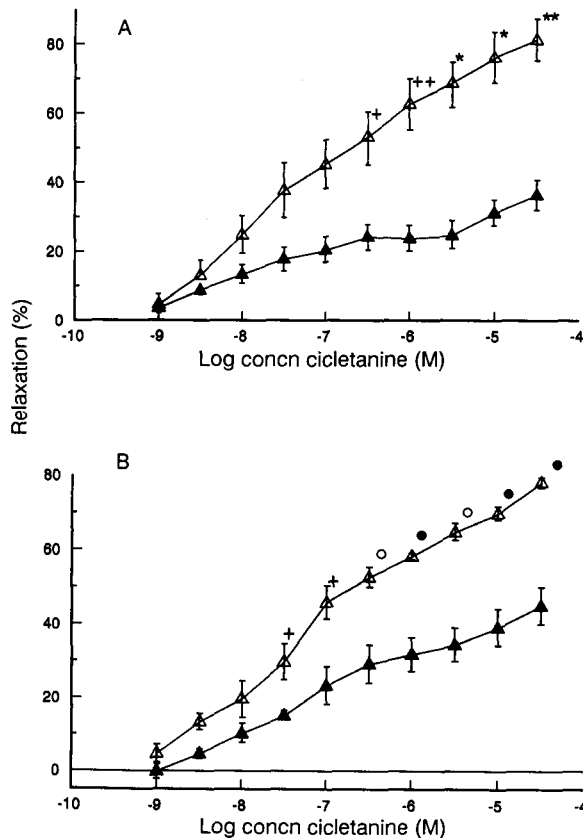 A
80
60
40
20
0
+
++
*
*
**
-10 -9 -8 -7 -6 -5 -4
Log concn cicletanine (M)
Relaxation (%)
B
80
60
40
20
0
+
+
-10 -9 -8 -7 -6 -5 -4
Log concn cicletanine (M)